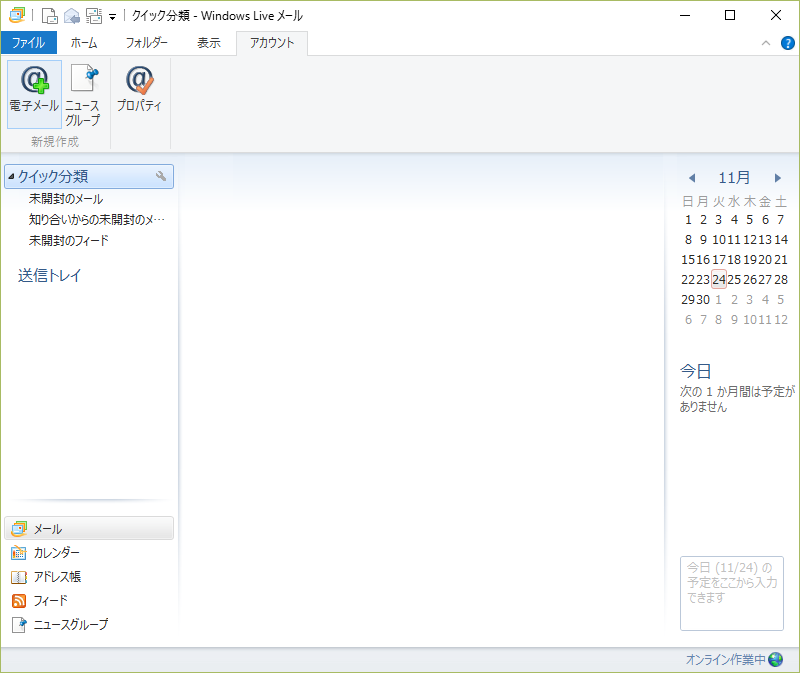 クイック分類 - Windows Live メール
ファイル ホーム フォルダー 表示 アカウント
電子メール ニュース グループ プロパティ
新規作成
クイック分類
未開封のメール
知り合いからの未開封のメ…
未開封のフィード
送信トレイ
メール
カレンダー
アドレス帳
フィード
ニュースグループ
11月
日 月 火 水 木 金 土
1 2 3 4 5 6 7
8 9 10 11 12 13 14
15 16 17 18 19 20 21
22 23 24 25 26 27 28
29 30 1 2 3 4 5
6 7 8 9 10 11 12
今日
次の 1 か月間は予定が
ありません
今日 (11/24) の
予定をここから入力
できます
オンライン作業中